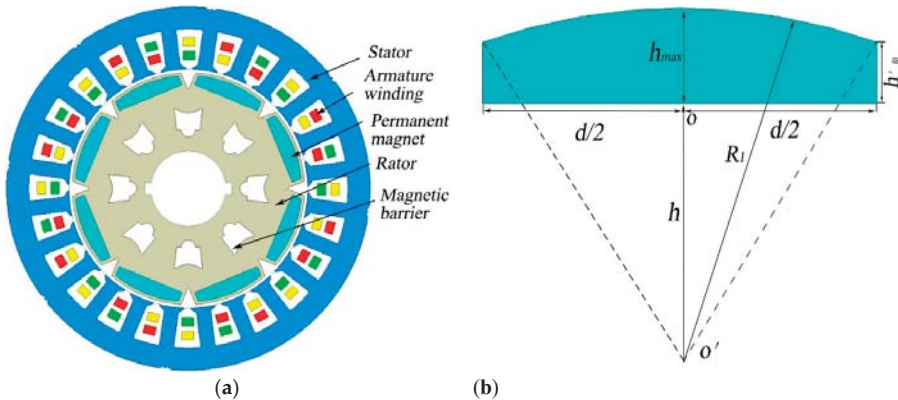 Stator
Armature
winding
Permanent
magnet
Rator
Magnetic
barrier
(a)
hmax
h'm
o
d/2
d/2
R1
h
o'
(b)